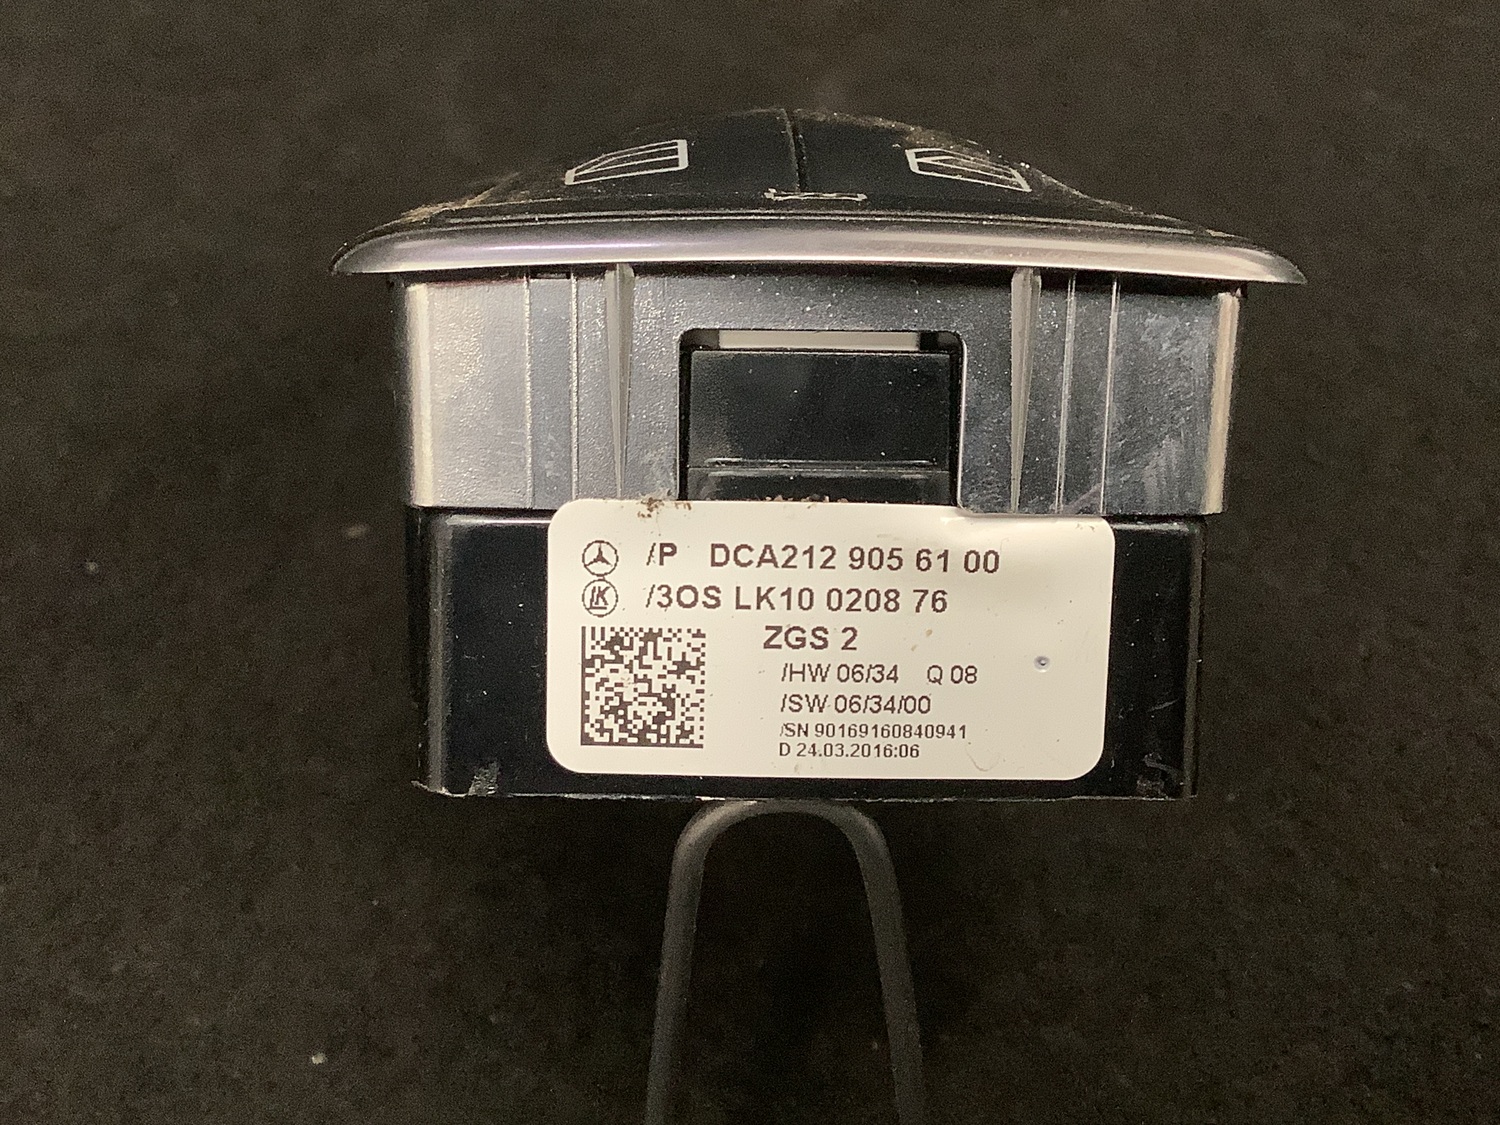 /P DCA212 905 61 00
LK /3OS LK10 0208 76
ZGS 2
/HW 06/34 Q 08
/SW 06/34/00
/SN 90169160840941
D 24.03.2016:06